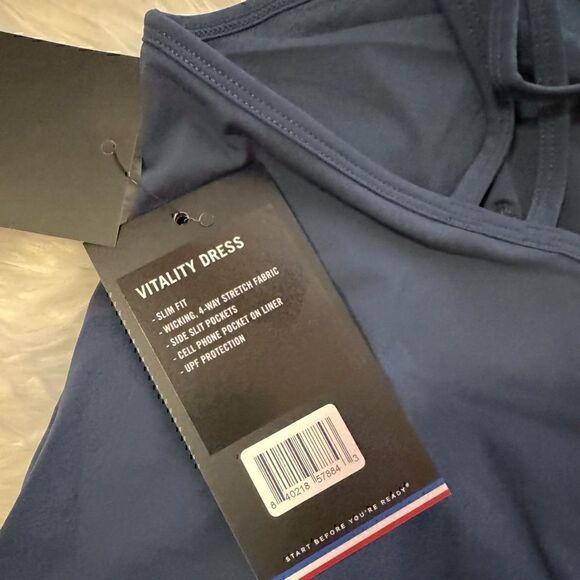 VITALITY DRESS
- SLIM FIT
- WICKING, 4-WAY STRETCH FABRIC
- SIDE SLIT POCKETS
- CELL PHONE POCKET ON LINER
- UPF PROTECTION
8 40218 57884 3
START BEFORE YOU'RE READY®